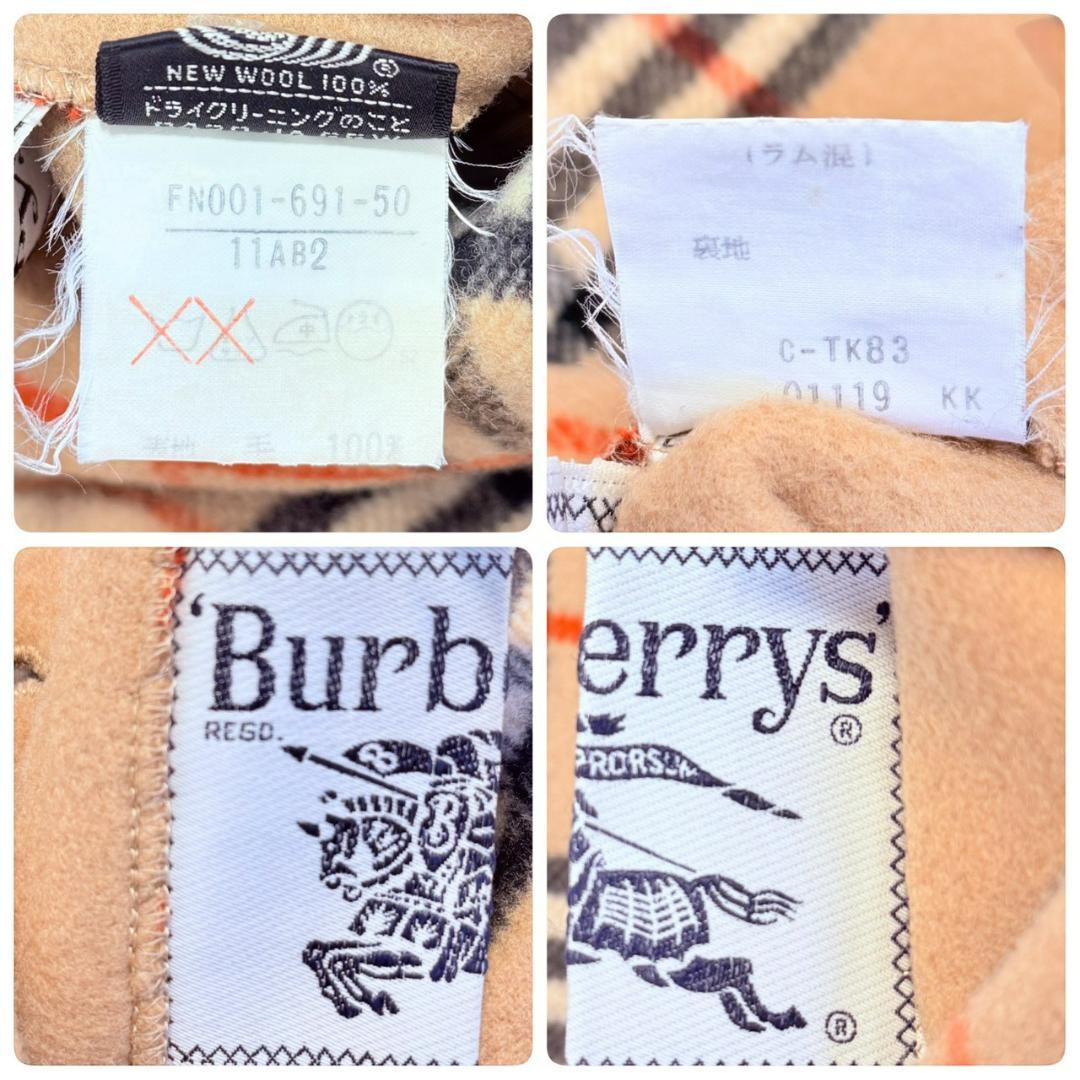 NEW WOOL 100%
®
ドライクリーニングのこと
FN001-691-50
11AB2
中
表地 毛 100%
(ラム混)
裏地
C-TK83
01119 KK
'Burb
REGD.
errys'
®
PRORSUM
®